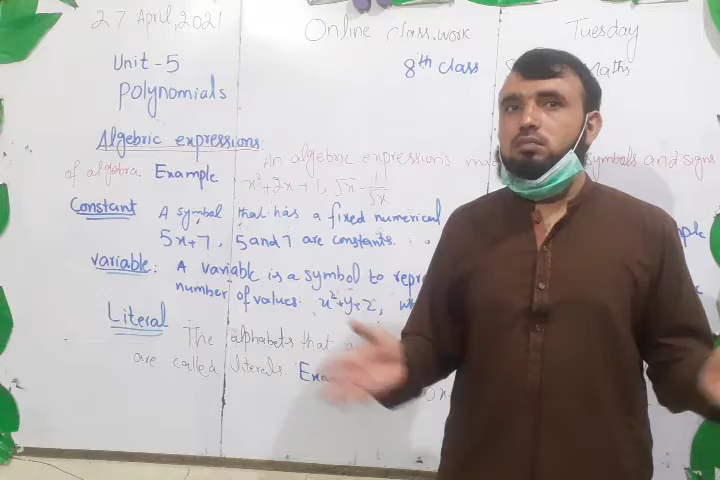 27 April, 2021 Online Class work Tuesday
Unit-5 8th class Maths
Polynomials
Algebric expressions:
An algebric expressions symbols and signs
of algebra. Example x²+2x+1, √x - 1/√x
Constant A symbol that has a fixed numerical
5x+7, 5 and 7 are constants.
variable: A variable is a symbol to
number of values. x²+y+z,
Literal
The alphabets that
are called literals.